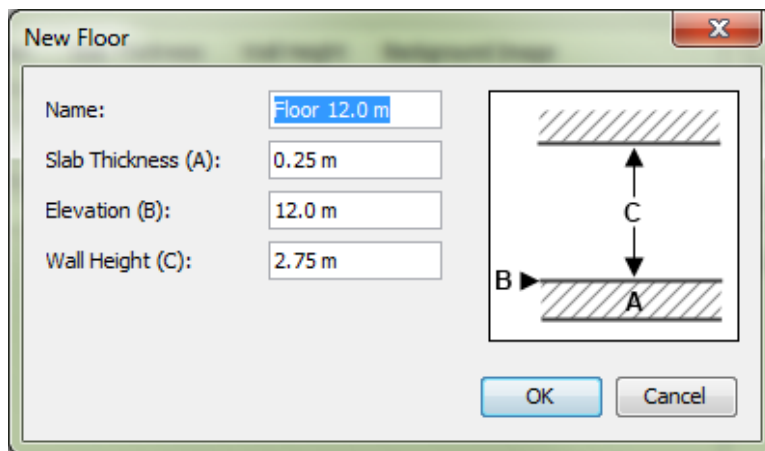 New Floor
Name: Floor 12.0 m
Slab Thickness (A): 0.25 m
Elevation (B): 12.0 m
Wall Height (C): 2.75 m
C
B
A
OK Cancel